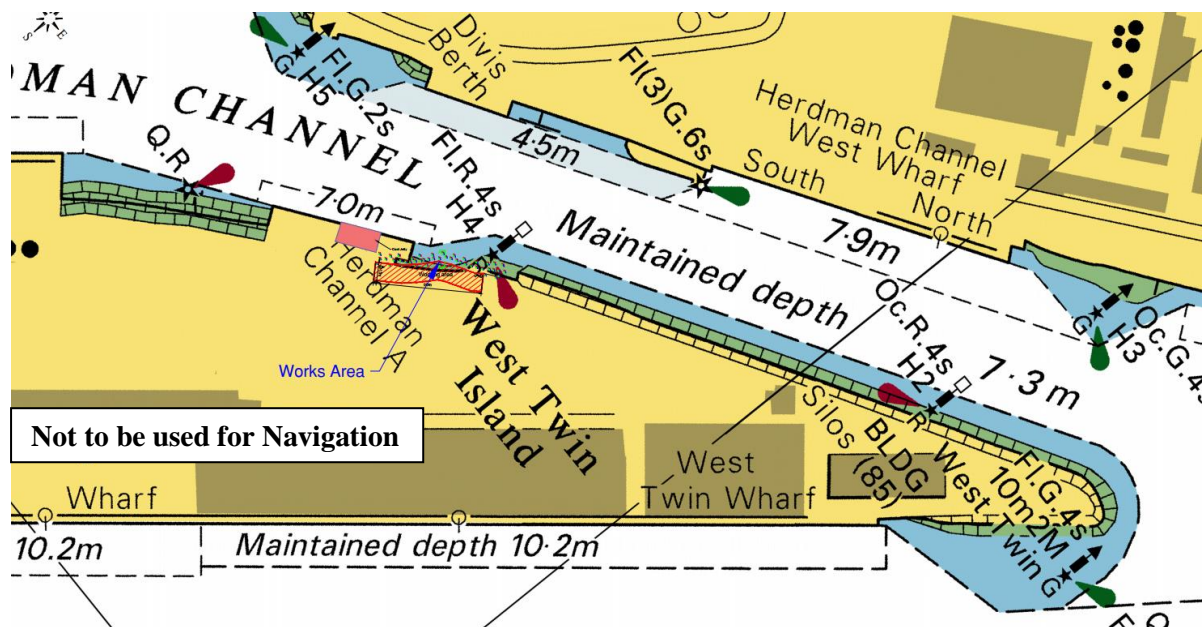 S
E
G
H5
Fl.G.2s
Divis
Berth
Fl(3)G.6s
Herdman Channel
West Wharf
North
South
RDMAN CHANNEL
Q.R
4·5m
7·0m
Fl.R.4s
H4
R
Maintained depth
7·9m
7·3m
Herdman
Channel A
Works Area
West Twin
Island
Oc.R.4s
H2
R
G
H3
Oc.G.4s
Silos
BLDG
(85)
West Twin
Fl.G.4s
10m2M
G
Not to be used for Navigation
West
Twin Wharf
Wharf
10.2m
Maintained depth 10·2m